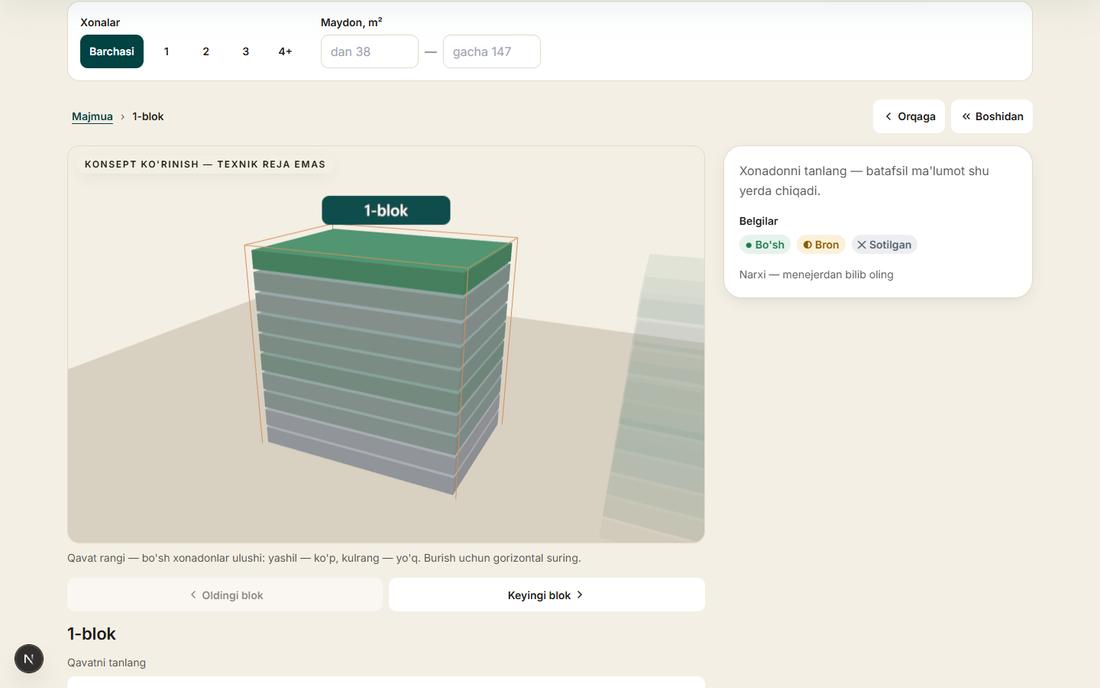 Xonalar
Barchasi 1 2 3 4+
Maydon, m²
dan 38 — gacha 147
Majmua › 1-blok
‹ Orqaga « Boshidan
KONSEPT KO'RINISH — TEXNIK REJA EMAS
1-blok
Xonadonni tanlang — batafsil ma'lumot shu
yerda chiqadi.
Belgilar
Bo'sh Bron Sotilgan
Narxi — menejerdan bilib oling
Qavat rangi — bo'sh xonadonlar ulushi: yashil — ko'p, kulrang — yo'q. Burish uchun gorizontal suring.
‹ Oldingi blok Keyingi blok ›
1-blok
Qavatni tanlang
N